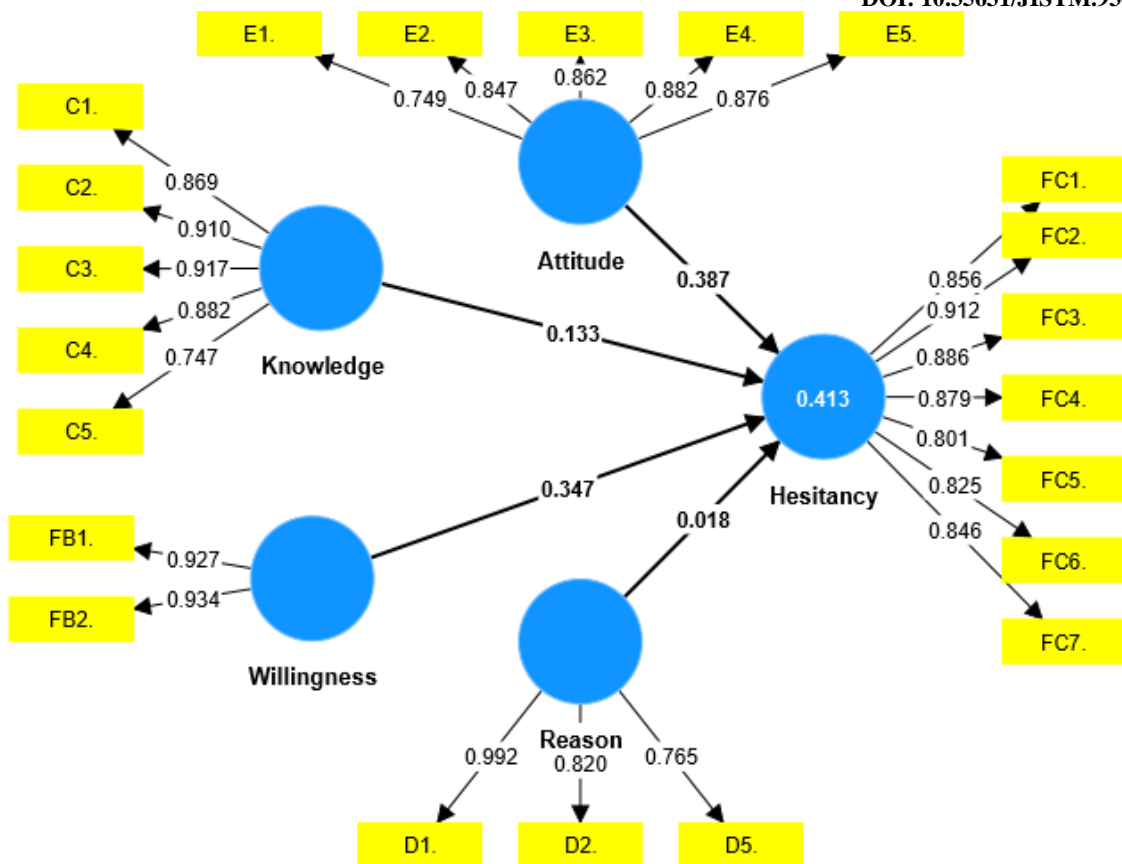 E1.
E2.
E3.
E4.
E5.
0.749
0.847
0.862
0.882
0.876
Attitude
C1.
C2.
C3.
C4.
C5.
0.869
0.910
0.917
0.882
0.747
Knowledge
0.387
0.133
0.347
0.018
0.413
Hesitancy
FC1.
FC2.
FC3.
FC4.
FC5.
FC6.
FC7.
0.856
0.912
0.886
0.879
0.801
0.825
0.846
FB1.
FB2.
0.927
0.934
Willingness
Reason
0.992
0.820
0.765
D1.
D2.
D5.